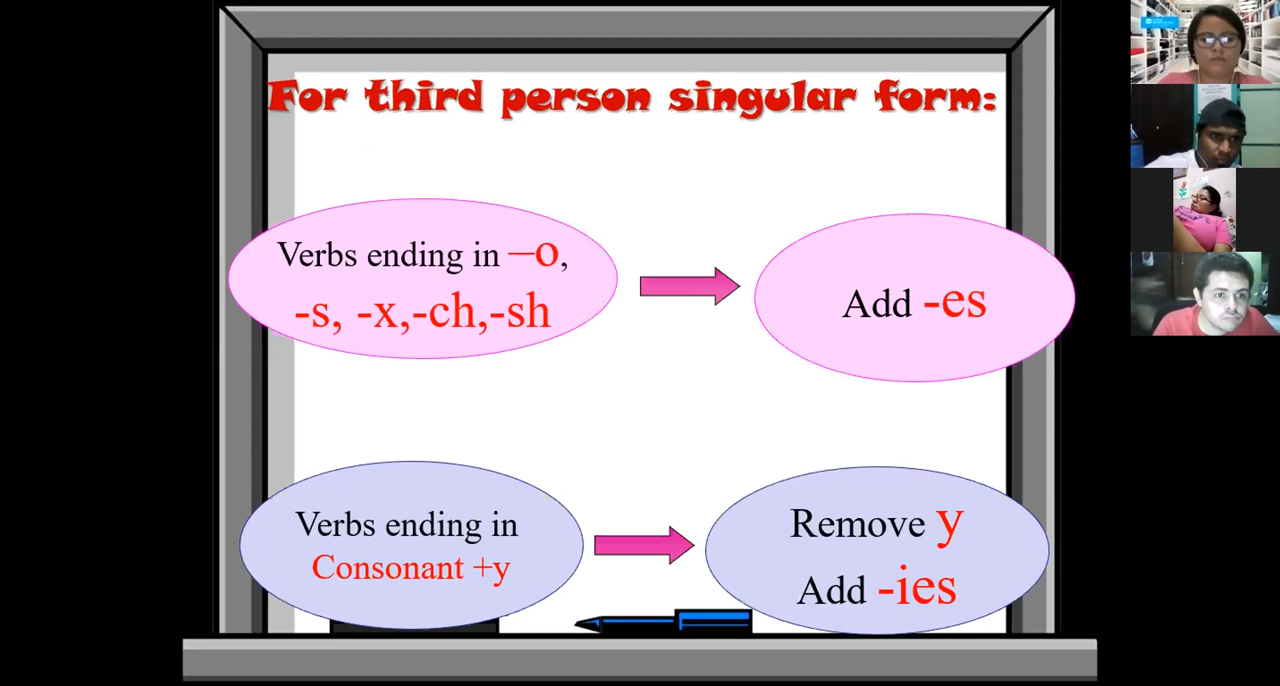 For third person singular form:
Verbs ending in –o,
-s, -x,-ch,-sh
Add -es
Verbs ending in
Consonant +y
Remove y
Add -ies